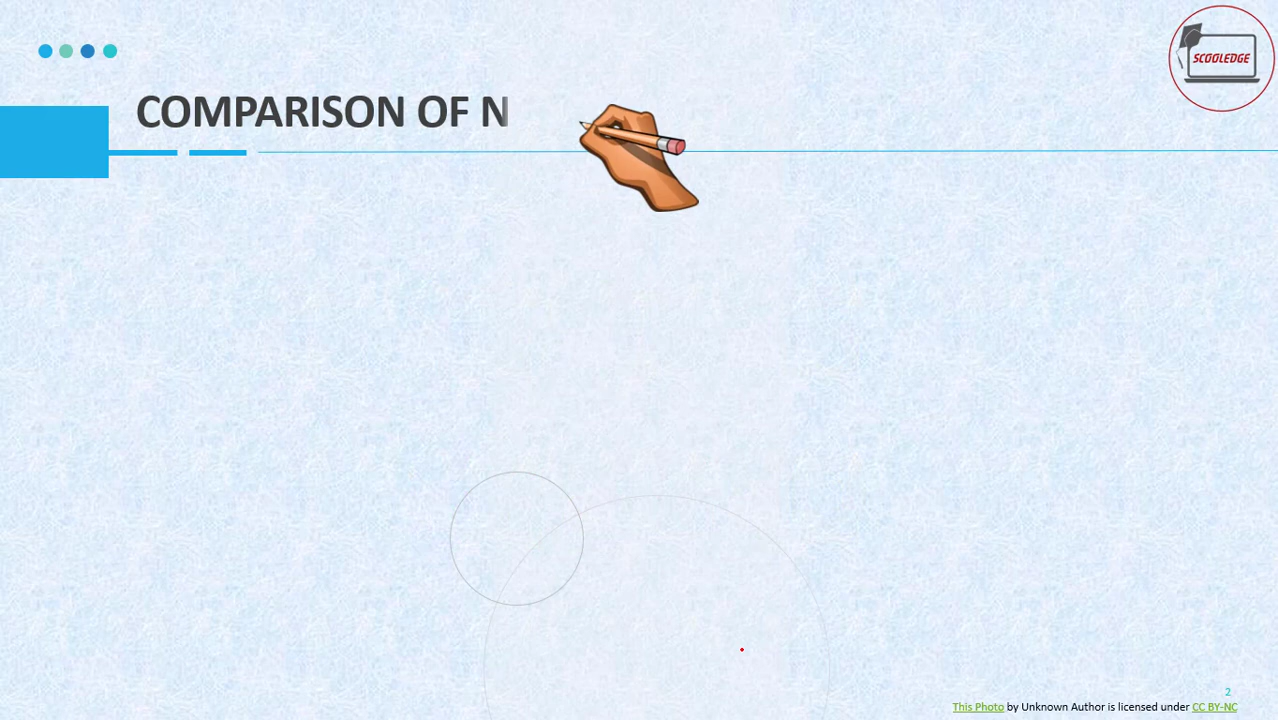 SCOOLEDGE
COMPARISON OF N
2
This Photo by Unknown Author is licensed under CC BY-NC